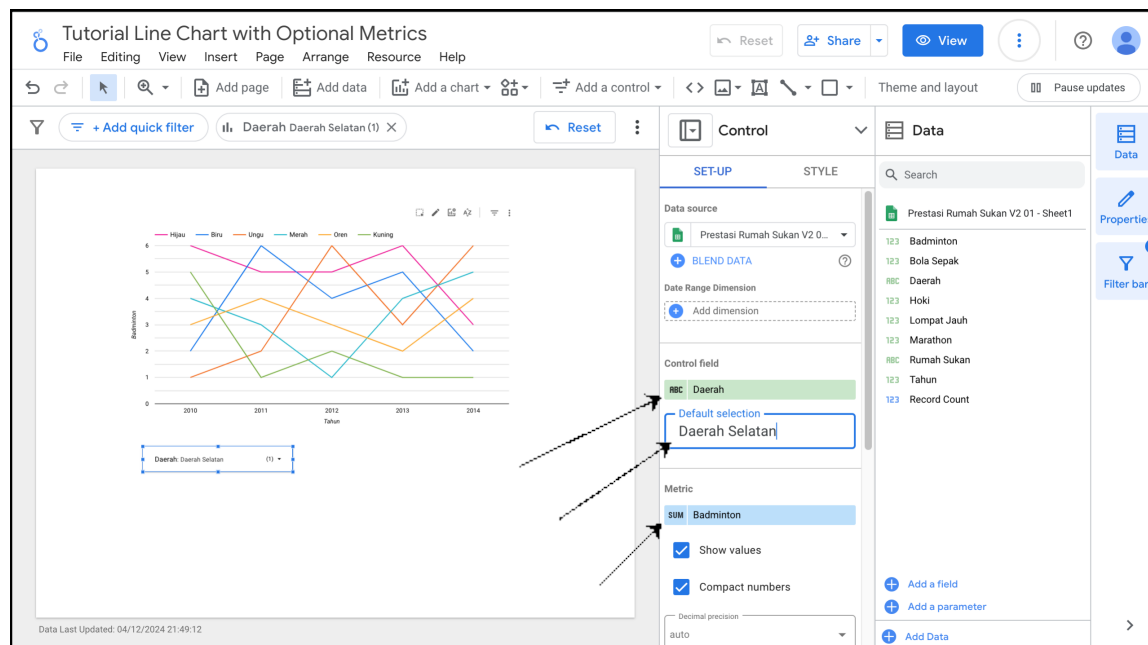 Tutorial Line Chart with Optional Metrics
File Editing View Insert Page Arrange Resource Help
Reset
Share
View
Add page
Add data
Add a chart
Add a control
Theme and layout
Pause updates
+ Add quick filter
Daerah Daerah Selatan (1)
Reset
Hijau Biru Ungu Merah Oren Kuning
6
5
4
3
2
1
0
Badminton
2010 2011 2012 2013 2014
Tahun
Daerah: Daerah Selatan (1)
Data Last Updated: 04/12/2024 21:49:12
Control
SET-UP STYLE
Data source
Prestasi Rumah Sukan V2 0...
BLEND DATA
Date Range Dimension
Add dimension
Control field
ABC Daerah
Default selection
Daerah Selatan
Metric
SUM Badminton
Show values
Compact numbers
Decimal precision
auto
Data
Search
Prestasi Rumah Sukan V2 01 - Sheet1
123 Badminton
123 Bola Sepak
ABC Daerah
123 Hoki
123 Lompat Jauh
123 Marathon
ABC Rumah Sukan
123 Tahun
123 Record Count
Add a field
Add a parameter
Add Data
Data
Propertie
Filter bar